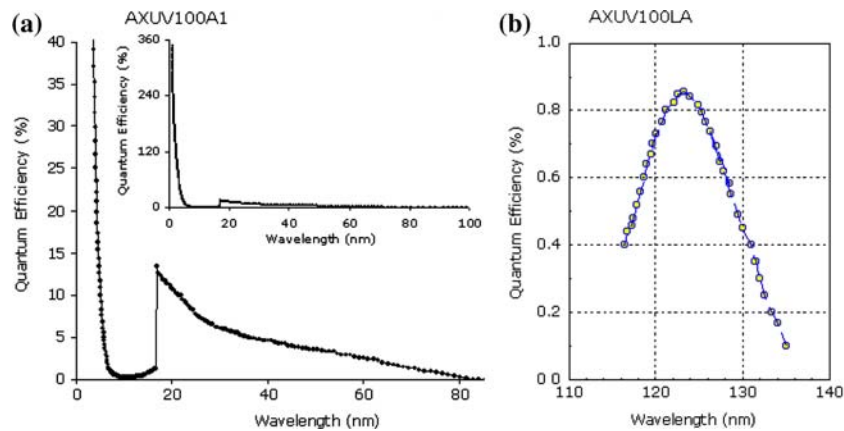 (a)
AXUV100A1
Quantum Efficiency (%)
40
35
30
25
20
15
10
5
0
0 20 40 60 80
Wavelength (nm)
Quantum Efficiency (%)
360
240
120
0
0 20 40 60 80 100
Wavelength (nm)
(b)
AXUV100LA
Quantum Efficiency (%)
1.0
0.8
0.6
0.4
0.2
0.0
110 120 130 140
Wavelength (nm)